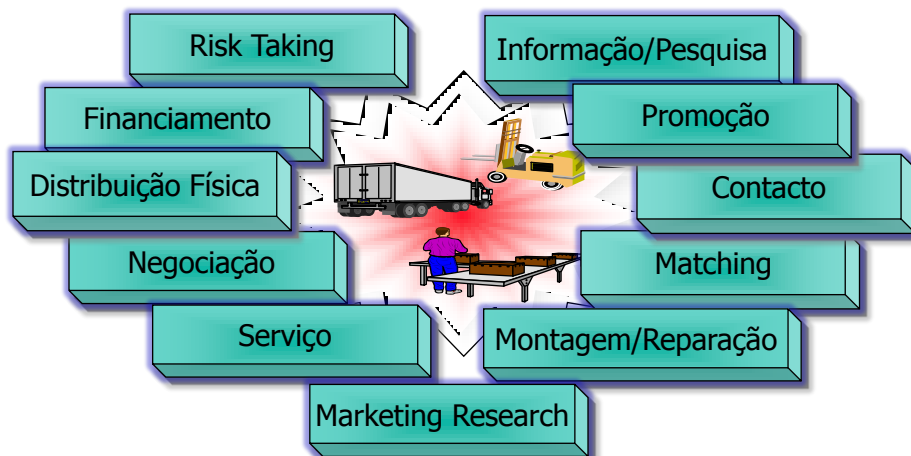 Risk Taking
Informação/Pesquisa
Financiamento
Promoção
Distribuição Física
Contacto
Negociação
Matching
Serviço
Montagem/Reparação
Marketing Research